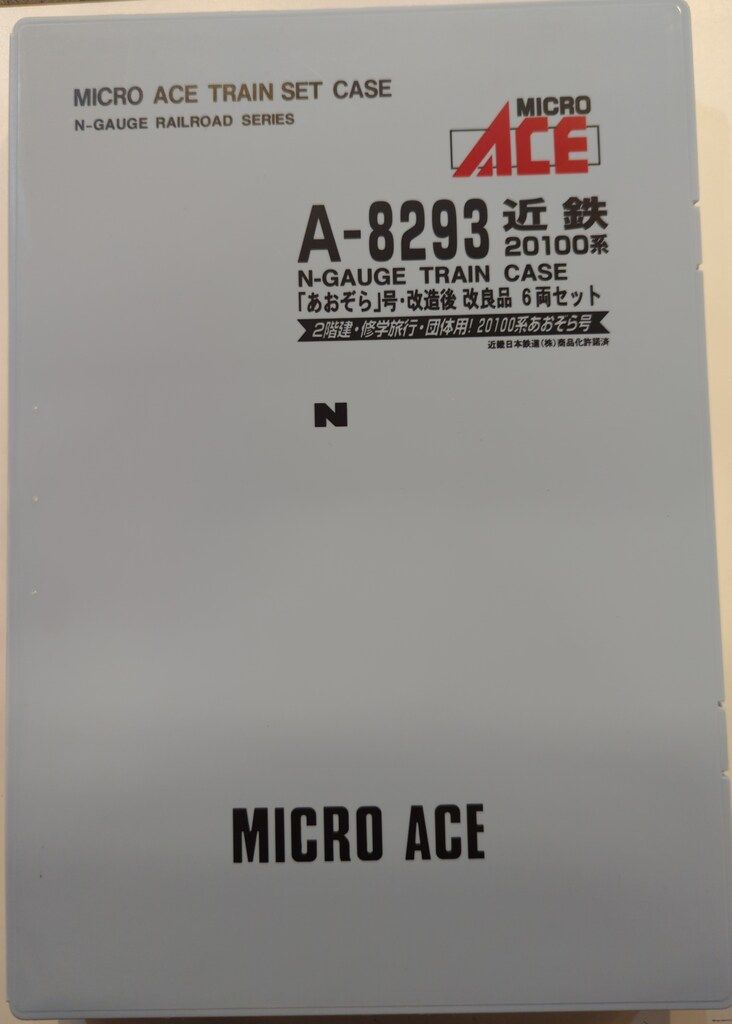 MICRO ACE TRAIN SET CASE
N-GAUGE RAILROAD SERIES
MICRO
ACE
A-8293 近鉄
20100系
N-GAUGE TRAIN CASE
「あおぞら」号・改造後 改良品 6両セット
2階建・修学旅行・団体用! 20100系あおぞら号
近畿日本鉄道(株)商品化許諾済
N
MICRO ACE